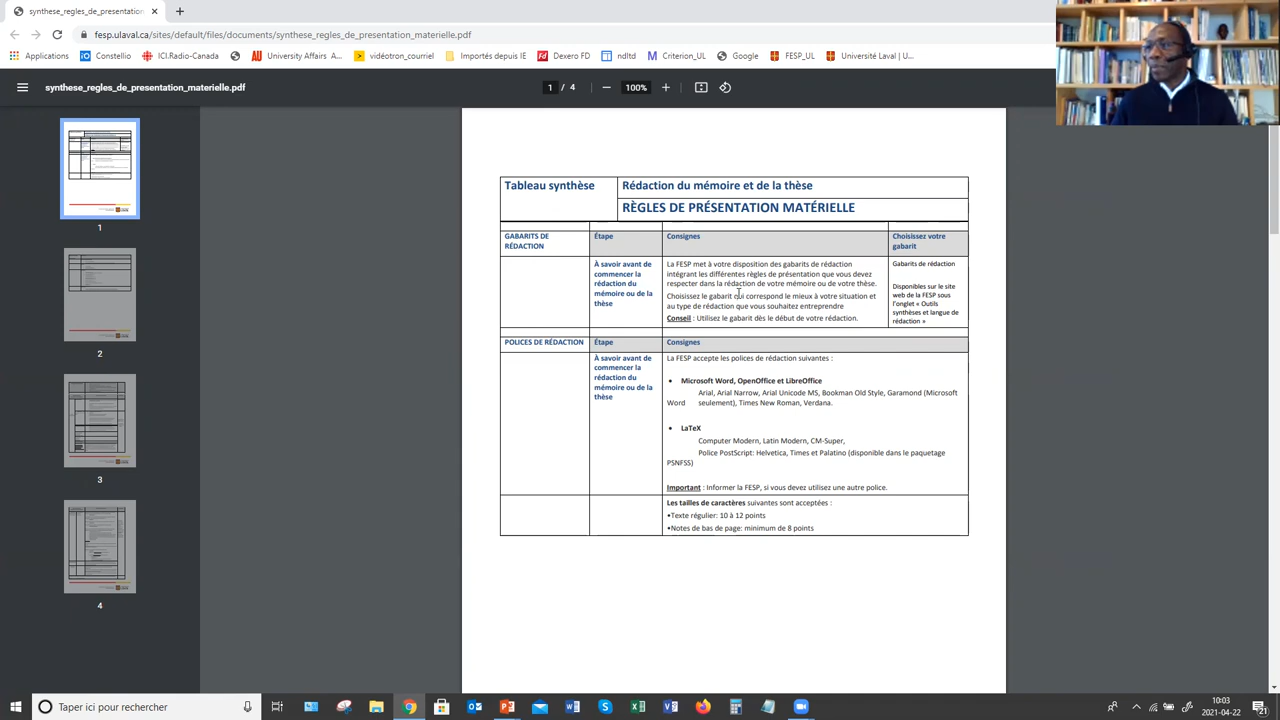 synthese_regles_de_presentation_
fesp.ulaval.ca/sites/default/files/documents/synthese_regles_de_presentation_materielle.pdf
Applications
Constellio
ICI.Radio-Canada
University Affairs A...
vidéotron_courriel
Importés depuis IE
Dexero FD
ndltd
Criterion_UL
Google
FESP_UL
Université Laval | U...
synthese_regles_de_presentation_materielle.pdf
1 / 4
100%
1
2
3
4
Tableau synthèse
Rédaction du mémoire et de la thèse
RÈGLES DE PRÉSENTATION MATÉRIELLE
GABARITS DE
RÉDACTION
Étape
Consignes
Choisissez votre
gabarit
À savoir avant de
commencer la
rédaction du
mémoire ou de la
thèse
La FESP met à votre disposition des gabarits de rédaction
intégrant les différentes règles de présentation que vous devez
respecter dans la rédaction de votre mémoire ou de votre thèse.
Choisissez le gabarit qui correspond le mieux à votre situation et
au type de rédaction que vous souhaitez entreprendre
Conseil : Utilisez le gabarit dès le début de votre rédaction.
Gabarits de rédaction
Disponibles sur le site
web de la FESP sous
l'onglet « Outils
synthèses et langue de
rédaction »
POLICES DE RÉDACTION
Étape
Consignes
À savoir avant de
commencer la
rédaction du
mémoire ou de la
thèse
La FESP accepte les polices de rédaction suivantes :
• Microsoft Word, OpenOffice et LibreOffice
Arial, Arial Narrow, Arial Unicode MS, Bookman Old Style, Garamond (Microsoft
Word seulement), Times New Roman, Verdana.
• LaTeX
Computer Modern, Latin Modern, CM-Super,
Police PostScript: Helvetica, Times et Palatino (disponible dans le paquetage
PSNFSS)
Important : Informer la FESP, si vous devez utilisez une autre police.
Les tailles de caractères suivantes sont acceptées :
•Texte régulier: 10 à 12 points
•Notes de bas de page: minimum de 8 points
Taper ici pour rechercher
10:03
2021-04-22
21